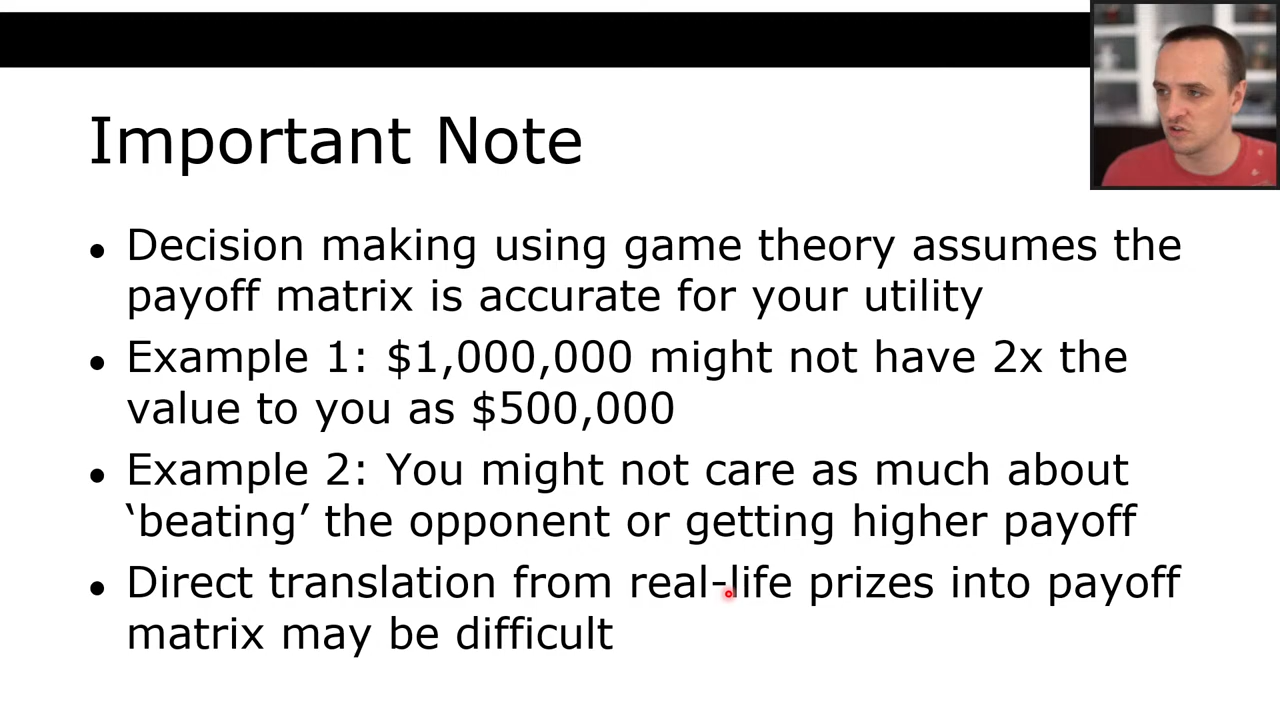 Important Note
• Decision making using game theory assumes the
payoff matrix is accurate for your utility
• Example 1: $1,000,000 might not have 2x the
value to you as $500,000
• Example 2: You might not care as much about
‘beating’ the opponent or getting higher payoff
• Direct translation from real-life prizes into payoff
matrix may be difficult